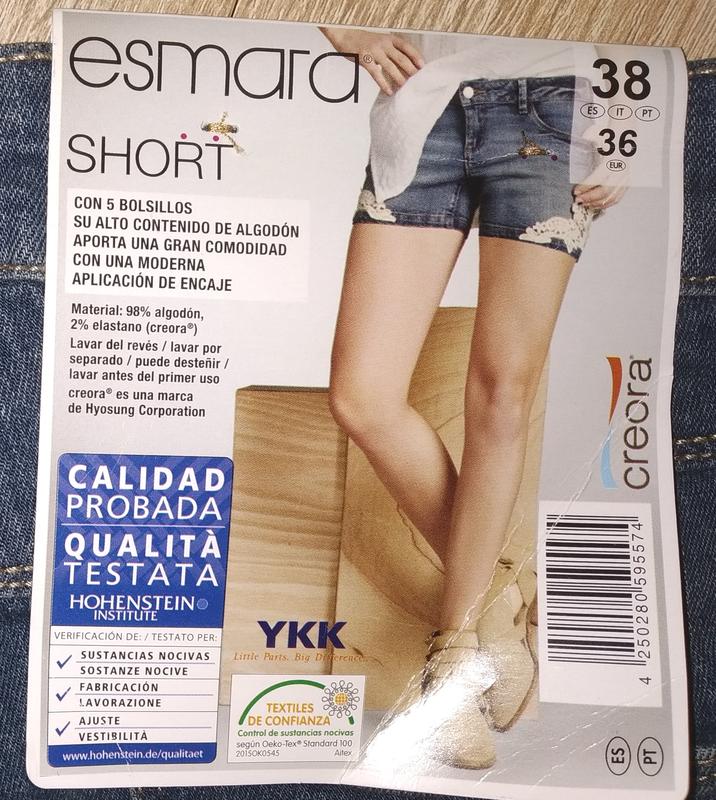 esmara®
SHORT
38
ES IT PT
36
EUR
CON 5 BOLSILLOS
SU ALTO CONTENIDO DE ALGODÓN
APORTA UNA GRAN COMODIDAD
CON UNA MODERNA
APLICACIÓN DE ENCAJE
Material: 98% algodón,
2% elastano (creora®)
Lavar del revés / lavar por
separado / puede desteñir /
lavar antes del primer uso
creora® es una marca
de Hyosung Corporation
creora®
CALIDAD
PROBADA
QUALITÀ
TESTATA
HOHENSTEIN
INSTITUTE
VERIFICACIÓN DE: / TESTATO PER:
SUSTANCIAS NOCIVAS
SOSTANZE NOCIVE
FABRICACIÓN
LAVORAZIONE
AJUSTE
VESTIBILITÀ
www.hohenstein.de/qualitaet
YKK
Little Parts. Big Difference.
TEXTILES
DE CONFIANZA
Control de sustancias nocivas
según Oeko-Tex® Standard 100
2015OK0545 Aitex
4 250280 595574
ES PT